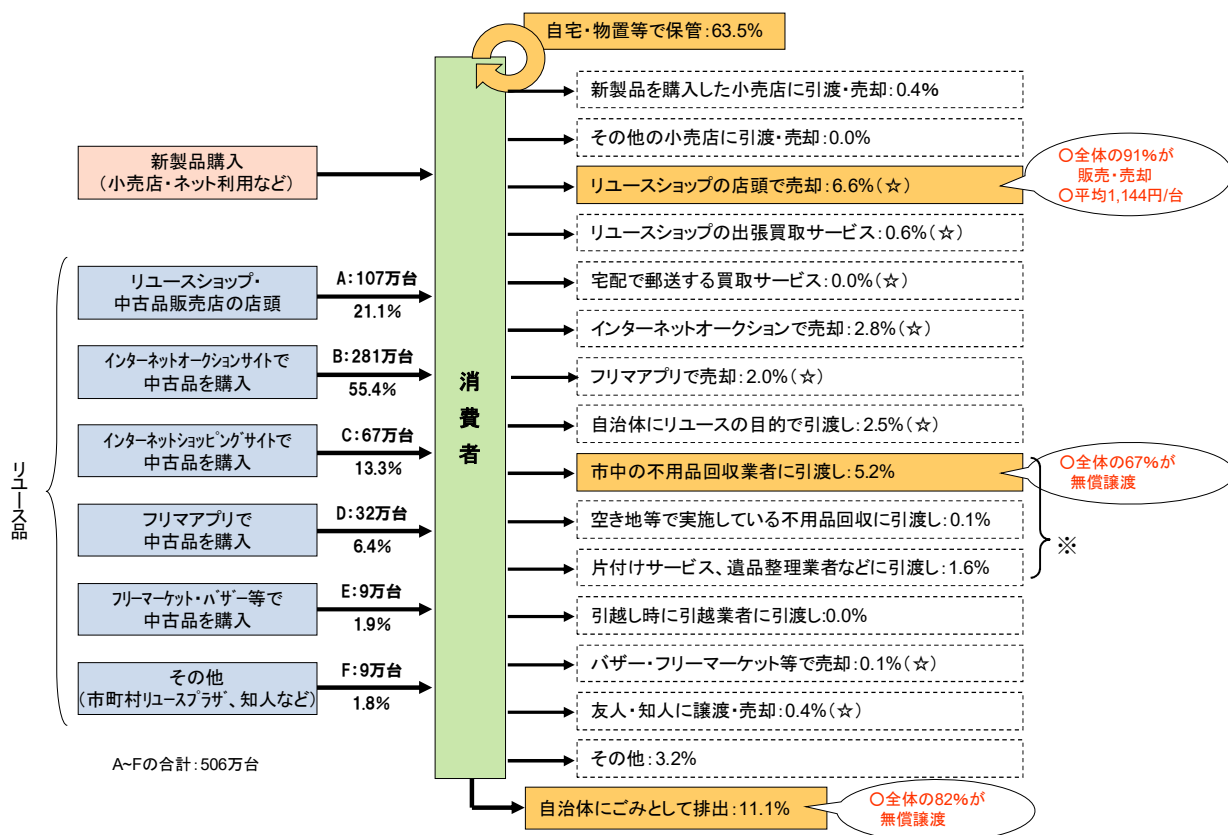 自宅・物置等で保管：63.5%
新製品を購入した小売店に引渡・売却：0.4%
その他の小売店に引渡・売却：0.0%
リユースショップの店頭で売却：6.6%（☆）
〇全体の91%が
販売・売却
〇平均1,144円/台
リユースショップの出張買取サービス：0.6%（☆）
宅配で郵送する買取サービス：0.0%（☆）
インターネットオークションで売却：2.8%（☆）
フリマアプリで売却：2.0%（☆）
自治体にリユースの目的で引渡し：2.5%（☆）
市中の不用品回収業者に引渡し：5.2%
〇全体の67%が
無償譲渡
空き地等で実施している不用品回収に引渡し：0.1%
片付けサービス、遺品整理業者などに引渡し：1.6%
※
引越し時に引越業者に引渡し：0.0%
バザー・フリーマーケット等で売却：0.1%（☆）
友人・知人に譲渡・売却：0.4%（☆）
その他：3.2%
自治体にごみとして排出：11.1%
〇全体の82%が
無償譲渡
消費者
新製品購入
（小売店・ネット利用など）
リユース品
リユースショップ・
中古品販売店の店頭
A：107万台
21.1%
インターネットオークションサイトで
中古品を購入
B：281万台
55.4%
インターネットショッピングサイトで
中古品を購入
C：67万台
13.3%
フリマアプリで
中古品を購入
D：32万台
6.4%
フリーマーケット・バザー等で
中古品を購入
E：9万台
1.9%
その他
（市町村リユースプラザ、知人など）
F：9万台
1.8%
A~Fの合計：506万台